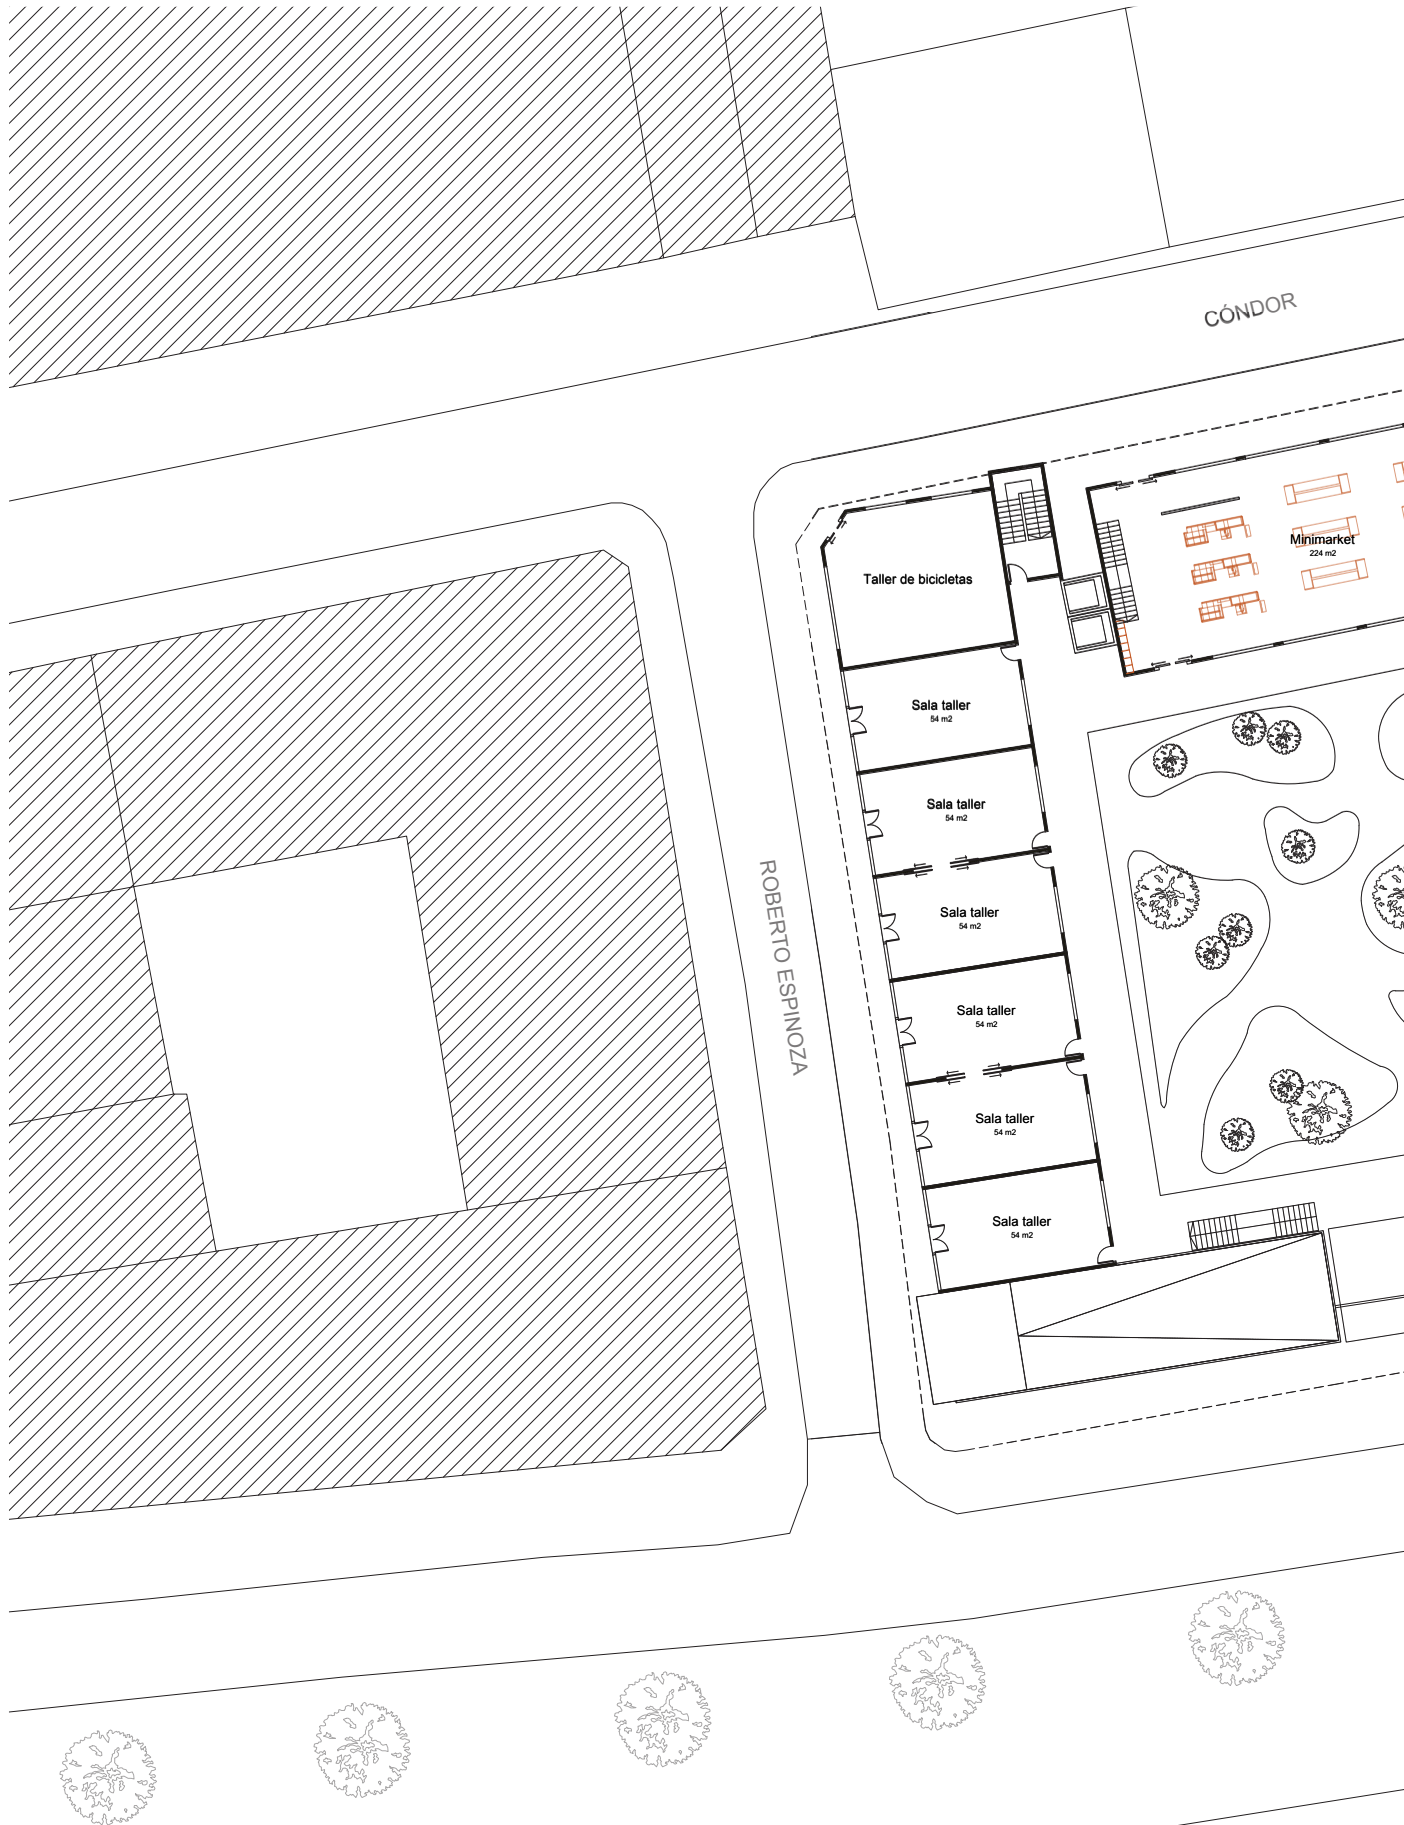 CÓNDOR
Minimarket
224 m2
Taller de bicicletas
Sala taller
54 m2
Sala taller
54 m2
ROBERTO ESPINOZA
Sala taller
54 m2
Sala taller
54 m2
Sala taller
54 m2
Sala taller
54 m2